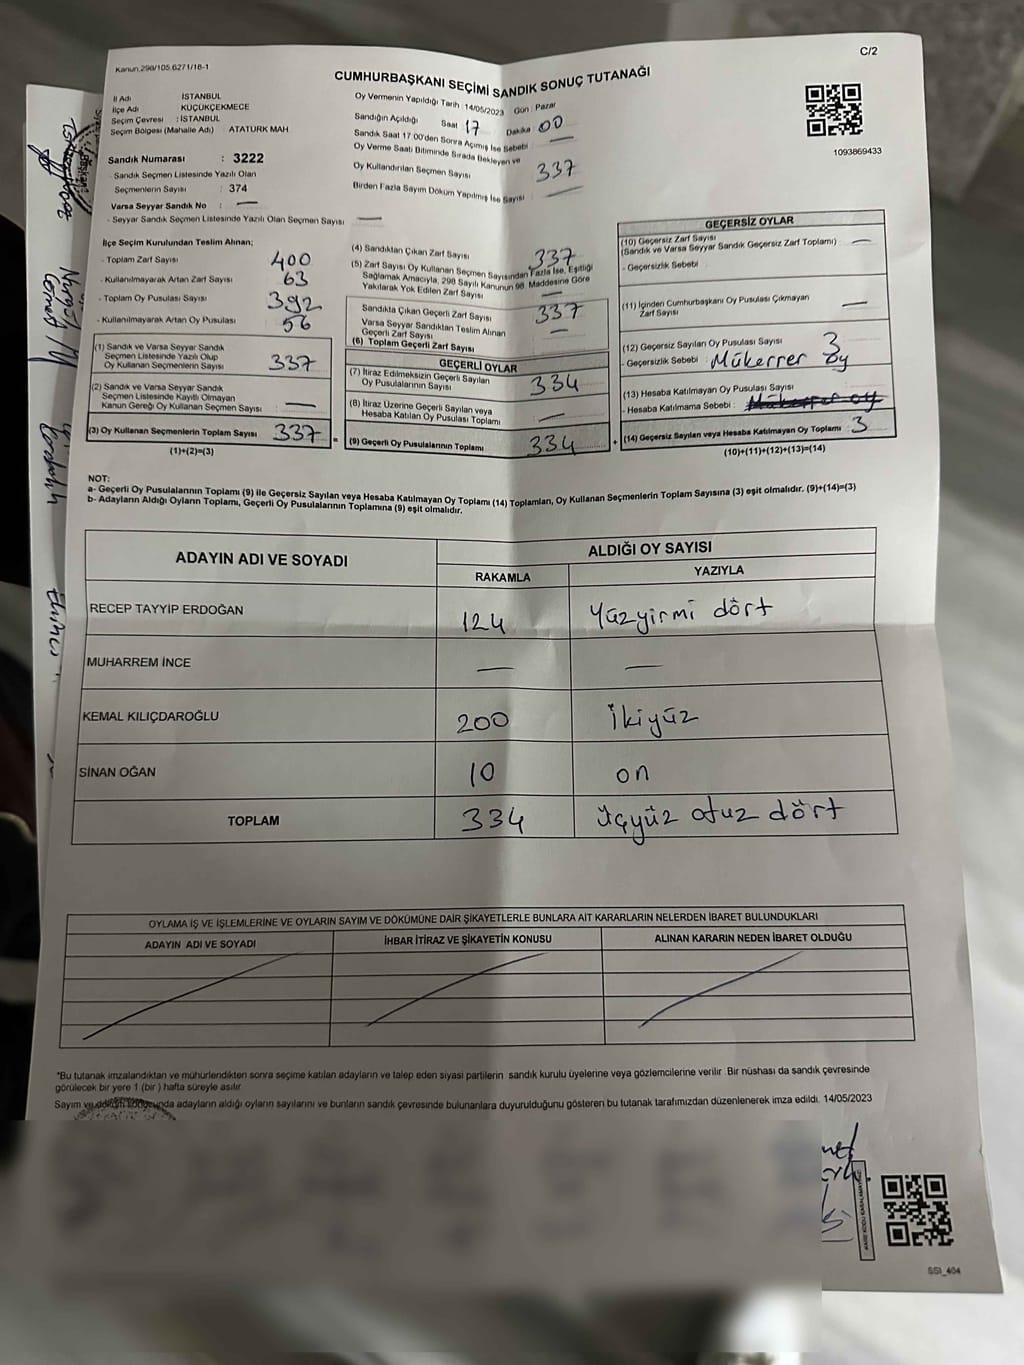 C/2
Kanun.298/105.6271/18-1
CUMHURBAŞKANI SEÇİMİ SANDIK SONUÇ TUTANAĞI
İl Adı İSTANBUL
İlçe Adı KÜÇÜKÇEKMECE
Seçim Çevresi : İSTANBUL
Seçim Bölgesi (Mahalle Adı) ATATÜRK MAH
Sandık Numarası : 3222
Sandık Seçmen Listesinde Yazılı Olan
Seçmenlerin Sayısı : 374
Varsa Seyyar Sandık No : —
- Seyyar Sandık Seçmen Listesinde Yazılı Olan Seçmen Sayısı —
Oy Vermenin Yapıldığı Tarih : 14/05/2023 Gün : Pazar
Sandığın Açıldığı Saat 17 Dakika 00
Sandık Saat 17:00'den Sonra Açılmış İse Sebebi : —
Oy Verme Saati Bitiminde Sırada Bekleyen ve
Oy Kullandırılan Seçmen Sayısı 337
Birden Fazla Sayım Döküm Yapılmış İse Sayısı : —
1093869433
İlçe Seçim Kurulundan Teslim Alınan;
- Toplam Zarf Sayısı 400
- Kullanılmayarak Artan Zarf Sayısı 63
- Toplam Oy Pusulası Sayısı 392
- Kullanılmayarak Artan Oy Pusulası 56
(1) Sandık ve Varsa Seyyar Sandık
Seçmen Listesinde Yazılı Olup
Oy Kullanan Seçmenlerin Sayısı 337
(2) Sandık ve Varsa Seyyar Sandık
Seçmen Listesinde Kayıtlı Olmayan
Kanun Gereği Oy Kullanan Seçmen Sayısı —
(3) Oy Kullanan Seçmenlerin Toplam Sayısı 337 =
(1)+(2)=(3)
(4) Sandıktan Çıkan Zarf Sayısı 337
(5) Zarf Sayısı Oy Kullanan Seçmen Sayısından Fazla İse, Eşitliği
Sağlamak Amacıyla, 298 Sayılı Kanunun 98. Maddesine Göre
Yakılarak Yok Edilen Zarf Sayısı —
Sandıkta Çıkan Geçerli Zarf Sayısı 337
Varsa Seyyar Sandıktan Teslim Alınan
Geçerli Zarf Sayısı —
(6) Toplam Geçerli Zarf Sayısı
GEÇERLİ OYLAR
(7) İtiraz Edilmeksizin Geçerli Sayılan
Oy Pusulalarının Sayısı 334
(8) İtiraz Üzerine Geçerli Sayılan veya
Hesaba Katılan Oy Pusulası Toplamı —
(9) Geçerli Oy Pusulalarının Toplamı 334 +
GEÇERSİZ OYLAR
(10) Geçersiz Zarf Sayısı —
(Sandık ve Varsa Seyyar Sandık Geçersiz Zarf Toplamı)
- Geçersizlik Sebebi
(11) İçinden Cumhurbaşkanı Oy Pusulası Çıkmayan
Zarf Sayısı —
(12) Geçersiz Sayılan Oy Pusulası Sayısı 3
- Geçersizlik Sebebi : Mükerrer oy
(13) Hesaba Katılmayan Oy Pusulası Sayısı
- Hesaba Katılmama Sebebi : Mükerrer oy
(14) Geçersiz Sayılan veya Hesaba Katılmayan Oy Toplamı 3
(10)+(11)+(12)+(13)=(14)
NOT:
a- Geçerli Oy Pusulalarının Toplamı (9) ile Geçersiz Sayılan veya Hesaba Katılmayan Oy Toplamı (14) Toplamları, Oy Kullanan Seçmenlerin Toplam Sayısına (3) eşit olmalıdır. (9)+(14)=(3)
b- Adayların Aldığı Oyların Toplamı, Geçerli Oy Pusulalarının Toplamına (9) eşit olmalıdır.
ADAYIN ADI VE SOYADI ALDIĞI OY SAYISI
RAKAMLA YAZIYLA
RECEP TAYYİP ERDOĞAN 124 Yüzyirmi dört
MUHARREM İNCE — —
KEMAL KILIÇDAROĞLU 200 İkiyüz
SİNAN OĞAN 10 on
TOPLAM 334 üçyüz otuz dört
OYLAMA İŞ VE İŞLEMLERİNE VE OYLARIN SAYIM VE DÖKÜMÜNE DAİR ŞİKAYETLERLE BUNLARA AİT KARARLARIN NELERDEN İBARET BULUNDUKLARI
ADAYIN ADI VE SOYADI İHBAR İTİRAZ VE ŞİKAYETİN KONUSU ALINAN KARARIN NEDEN İBARET OLDUĞU
*Bu tutanak imzalandıktan ve mühürlendikten sonra seçime katılan adayların ve talep eden siyasi partilerin sandık kurulu üyelerine veya gözlemcilerine verilir. Bir nüshası da sandık çevresinde
görülecek bir yere 1 (bir) hafta süreyle asılır
Sayım ve döküm sonucunda adayların aldığı oyların sayılarını ve bunların sandık çevresinde bulunanlara duyurulduğunu gösteren bu tutanak tarafımızdan düzenlenerek imza edildi. 14/05/2023
SSI_404